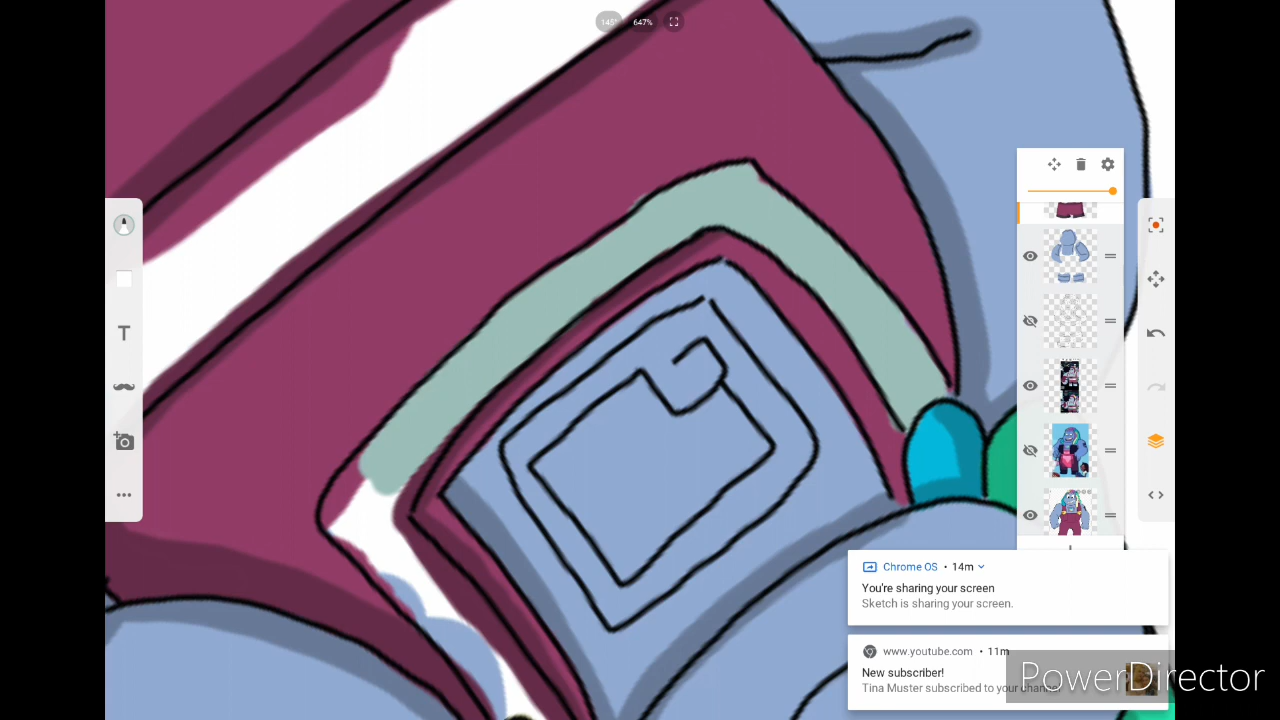 145° 647%
T
Chrome OS • 14m
You're sharing your screen
Sketch is sharing your screen.
www.youtube.com • 11m
New subscriber!
Tina Muster subscribed to your channel
PowerDirector